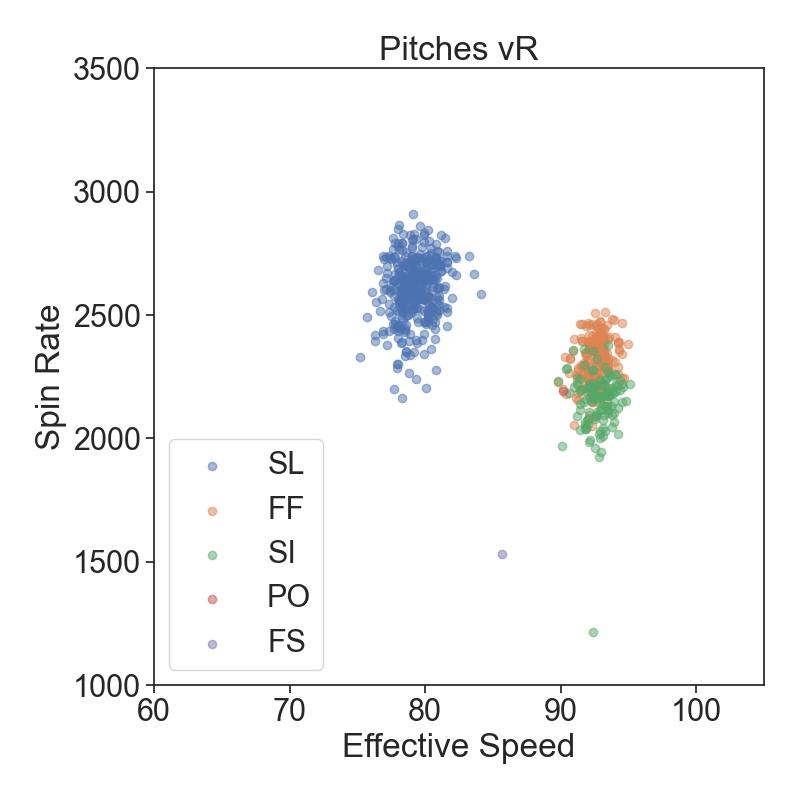 Pitches vR
3500
3000
2500
2000
1500
1000
Spin Rate
SL
FF
SI
PO
FS
60 70 80 90 100
Effective Speed